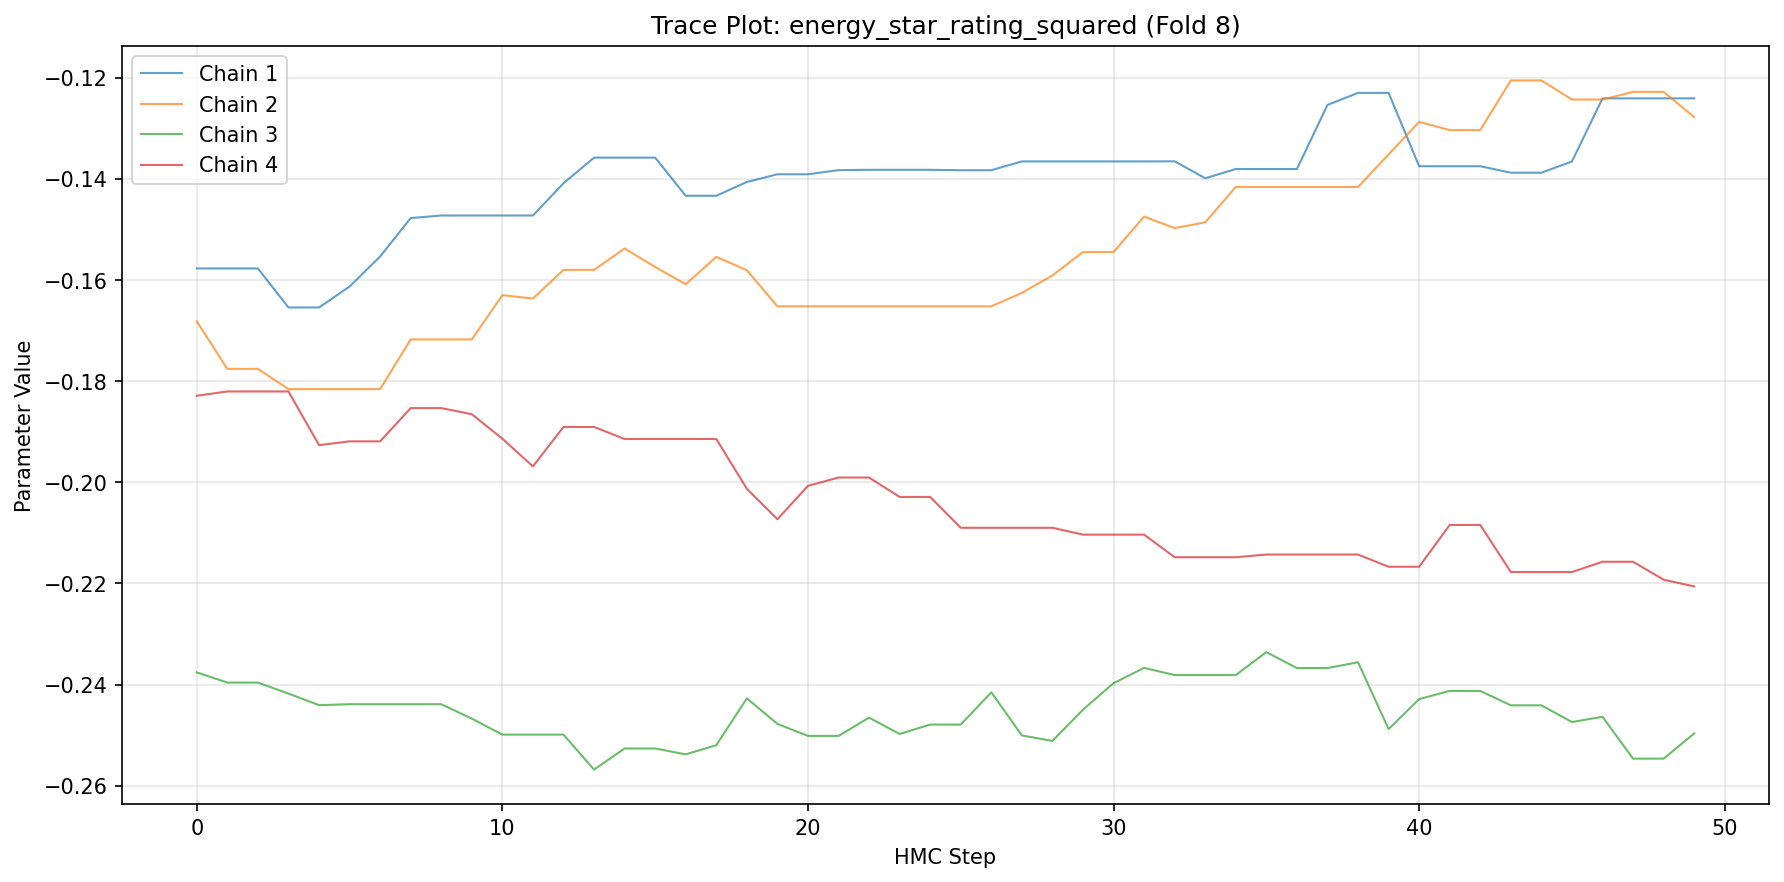 Trace Plot: energy_star_rating_squared (Fold 8)
Chain 1
Chain 2
Chain 3
Chain 4
Parameter Value
−0.12
−0.14
−0.16
−0.18
−0.20
−0.22
−0.24
−0.26
0 10 20 30 40 50
HMC Step